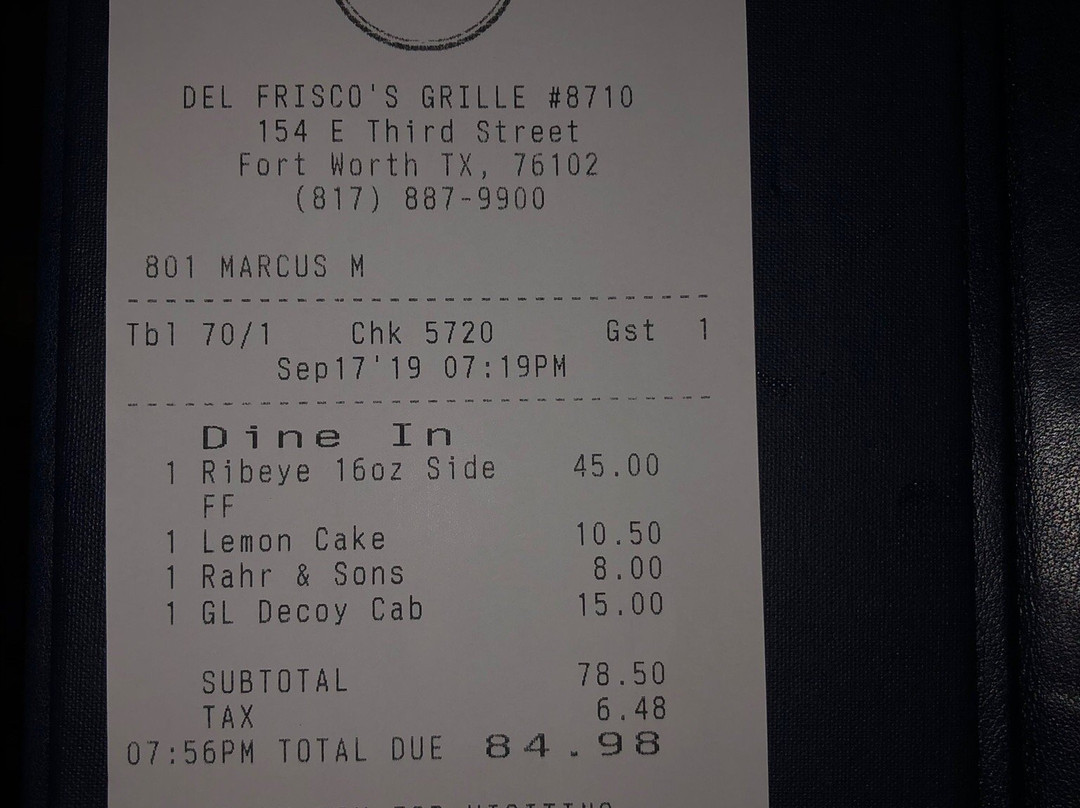 DEL FRISCO'S GRILLE #8710
154 E Third Street
Fort Worth TX, 76102
(817) 887-9900
801 MARCUS M
Tbl 70/1 Chk 5720 Gst 1
Sep17'19 07:19PM
Dine In
1 Ribeye 16oz Side 45.00
FF
1 Lemon Cake 10.50
1 Rahr & Sons 8.00
1 GL Decoy Cab 15.00
SUBTOTAL 78.50
TAX 6.48
07:56PM TOTAL DUE 84.98